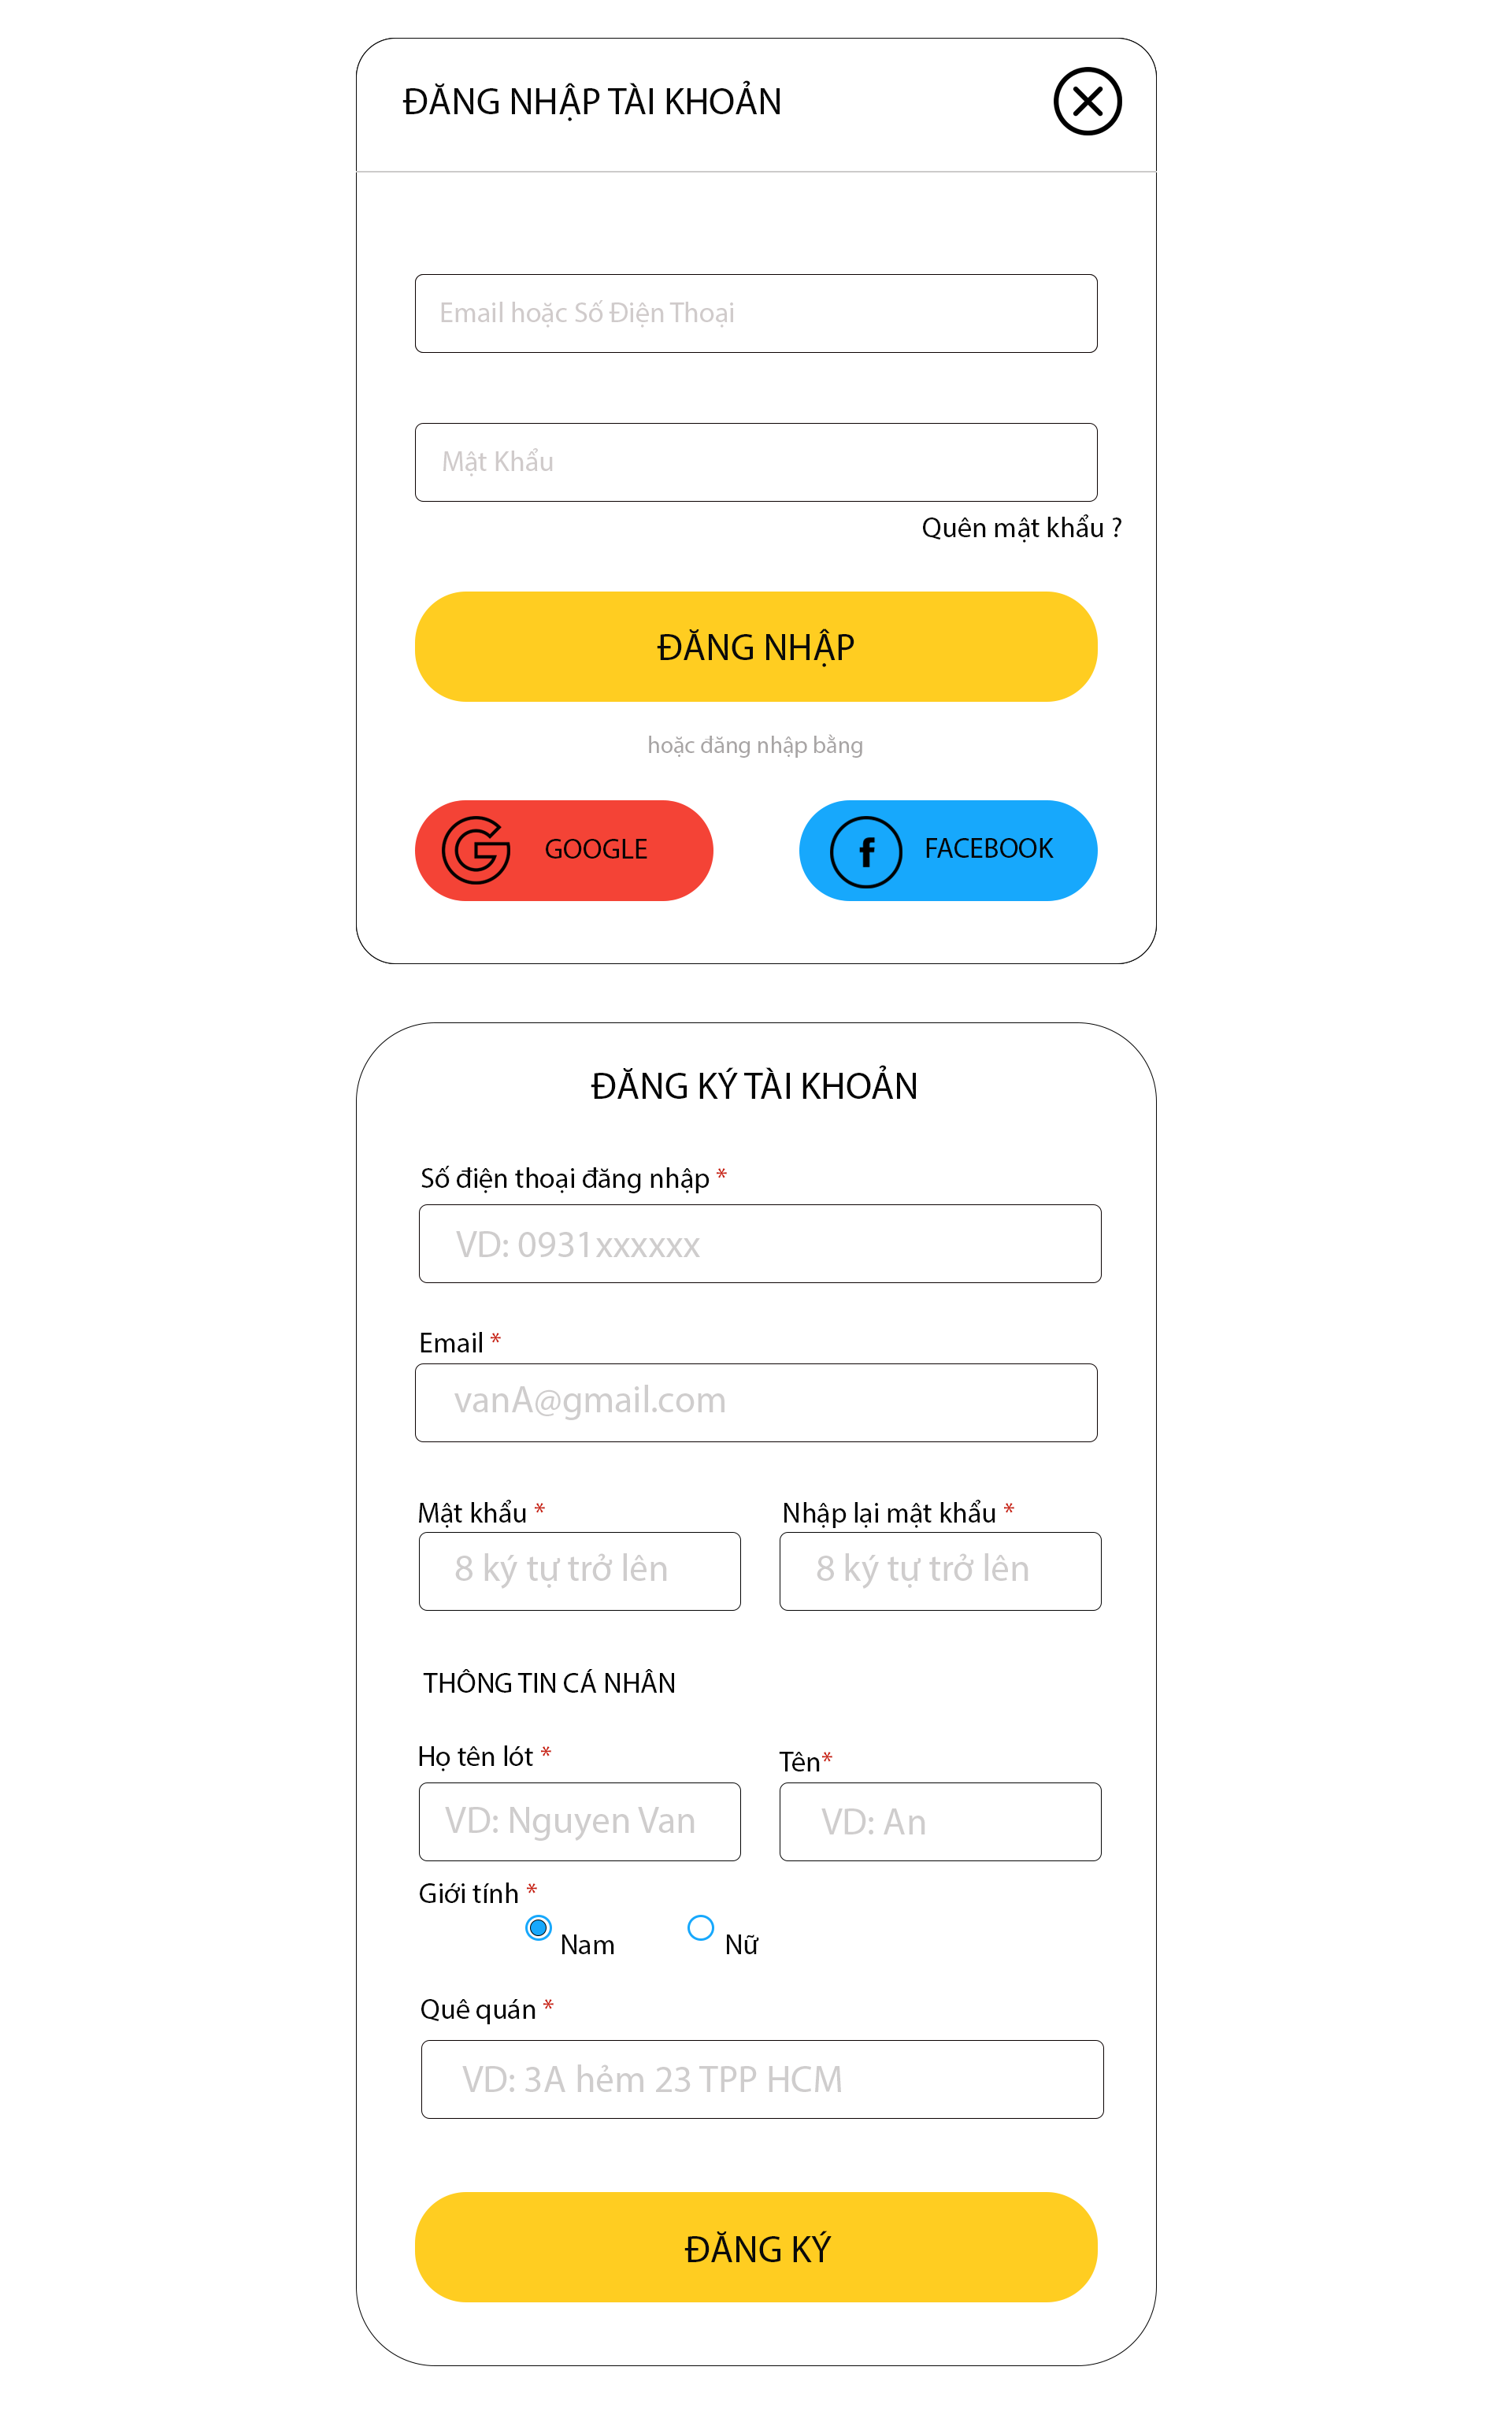 ĐĂNG NHẬP TÀI KHOẢN
Email hoặc Số Điện Thoại
Mật Khẩu
Quên mật khẩu ?
ĐĂNG NHẬP
hoặc đăng nhập bằng
GOOGLE
FACEBOOK
ĐĂNG KÝ TÀI KHOẢN
Số điện thoại đăng nhập *
VD: 0931xxxxxx
Email *
vanA@gmail.com
Mật khẩu *
Nhập lại mật khẩu *
8 ký tự trở lên
8 ký tự trở lên
THÔNG TIN CÁ NHÂN
Họ tên lót *
Tên*
VD: Nguyen Van
VD: An
Giới tính *
Nam
Nữ
Quê quán *
VD: 3A hẻm 23 TPP HCM
ĐĂNG KÝ